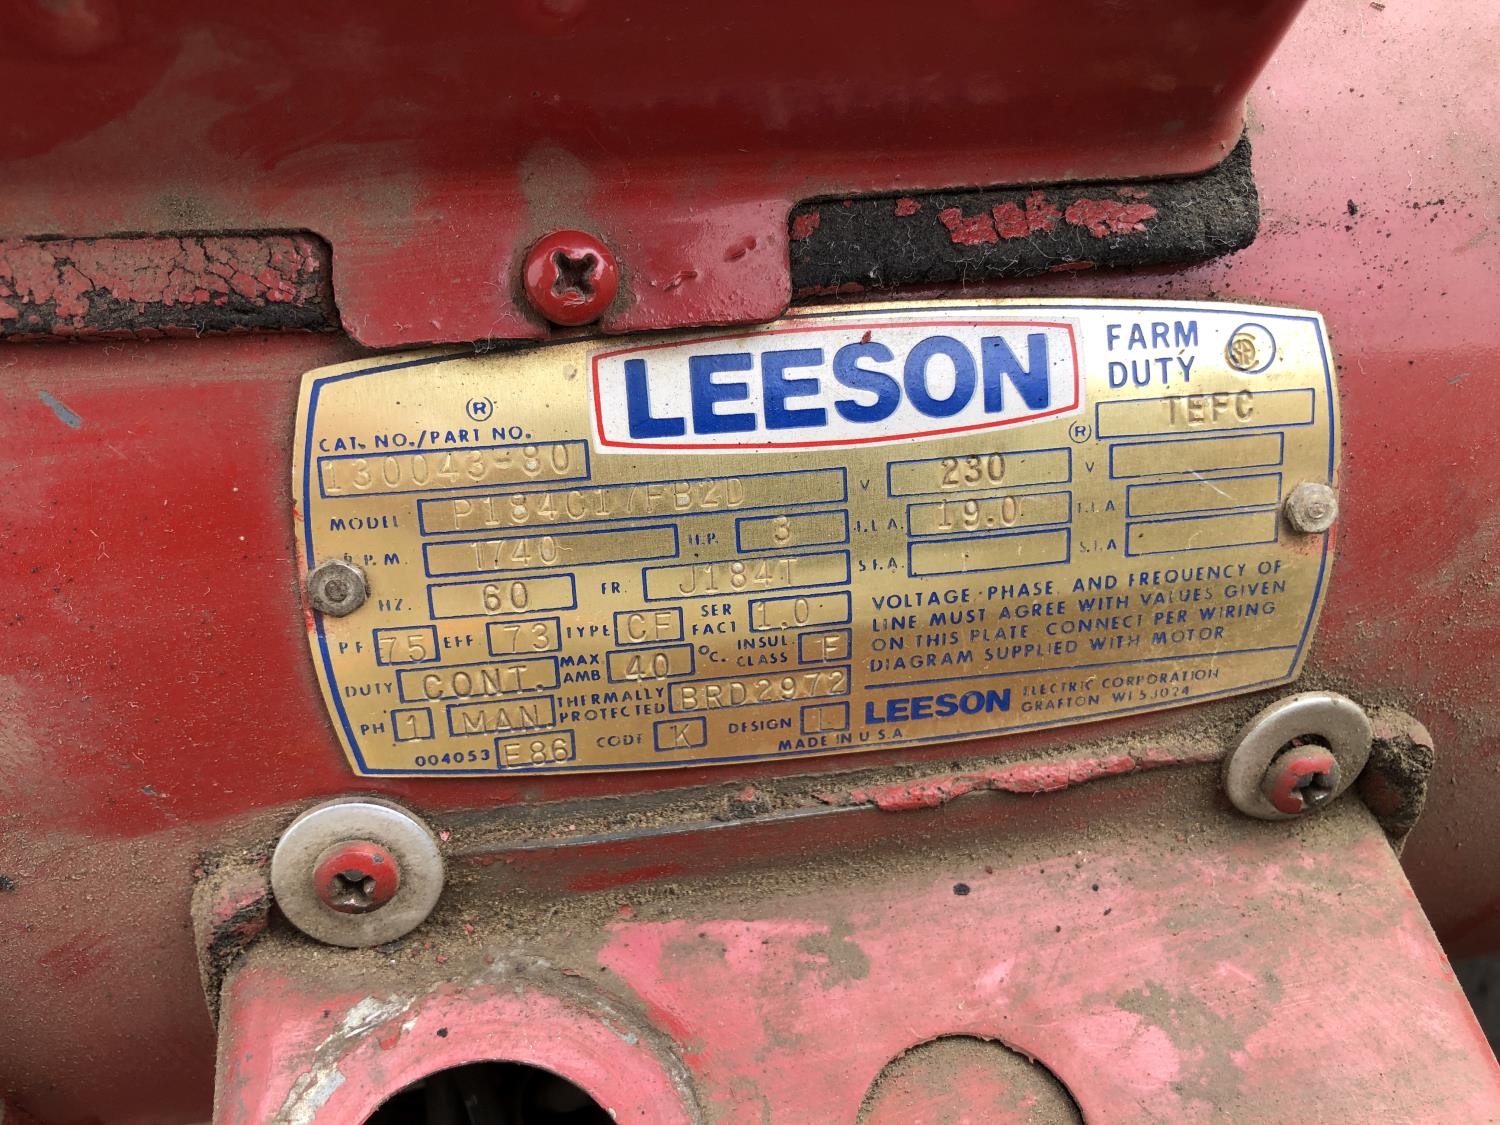 LEESON ®
FARM DUTY
TEFC
®
CAT. NO./PART NO.
130043-80
MODEL P184C17FB2D V 230 V
R.P.M. 1740 H.P. 3 F.L.A. 19.0 F.L.A.
HZ. 60 FR. J184T S.F.A. S.F.A.
P.F. 75 EFF. 73 TYPE CF SER FACT 1.0
DUTY CONT. MAX AMB 40 °C. INSUL. CLASS F
PH 1 MAN. THERMALLY PROTECTED BRD2972
004053 E86 CODE K DESIGN L
VOLTAGE, PHASE, AND FREQUENCY OF
LINE MUST AGREE WITH VALUES GIVEN
ON THIS PLATE. CONNECT PER WIRING
DIAGRAM SUPPLIED WITH MOTOR
LEESON ELECTRIC CORPORATION
GRAFTON, WI 53024
MADE IN U.S.A.